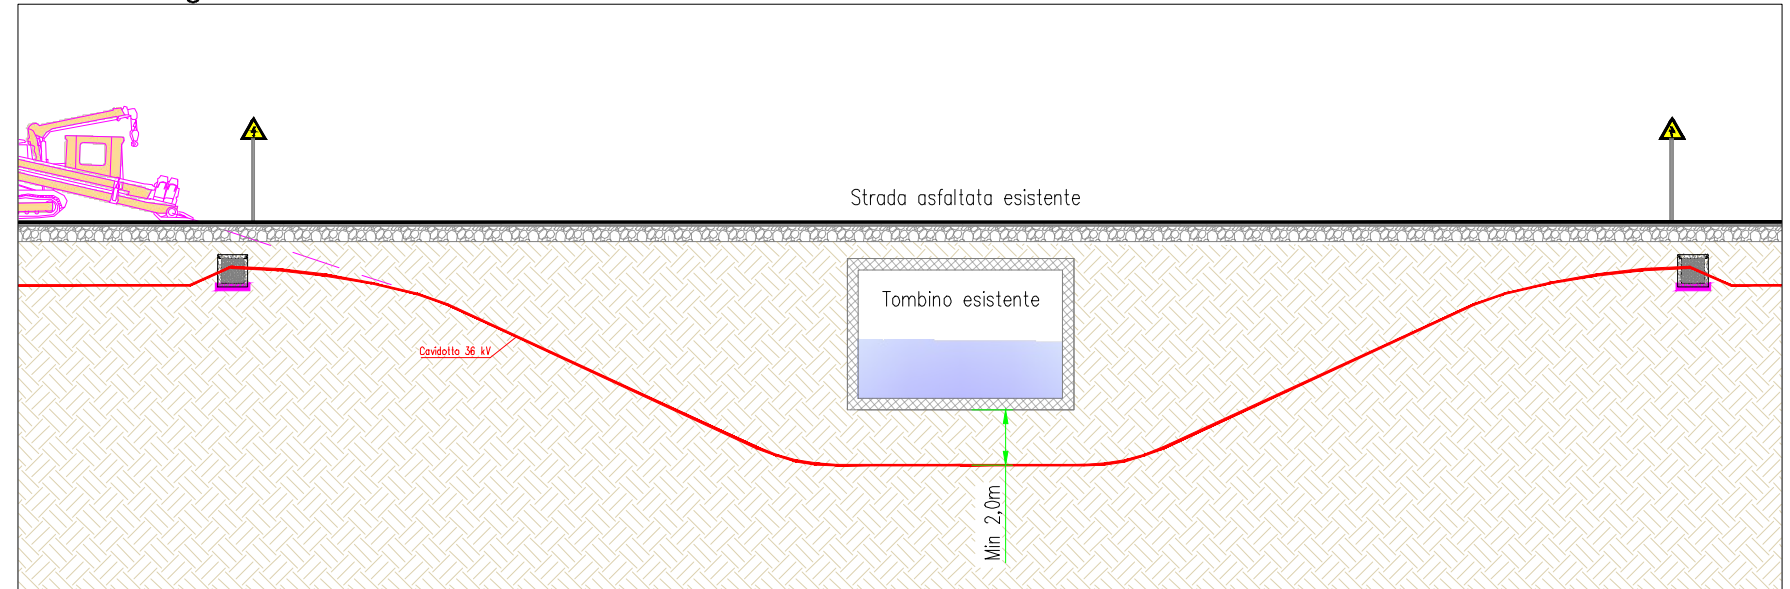 Strada asfaltata esistente
Tombino esistente
Cavidotto 36 kV
Min 2,0m